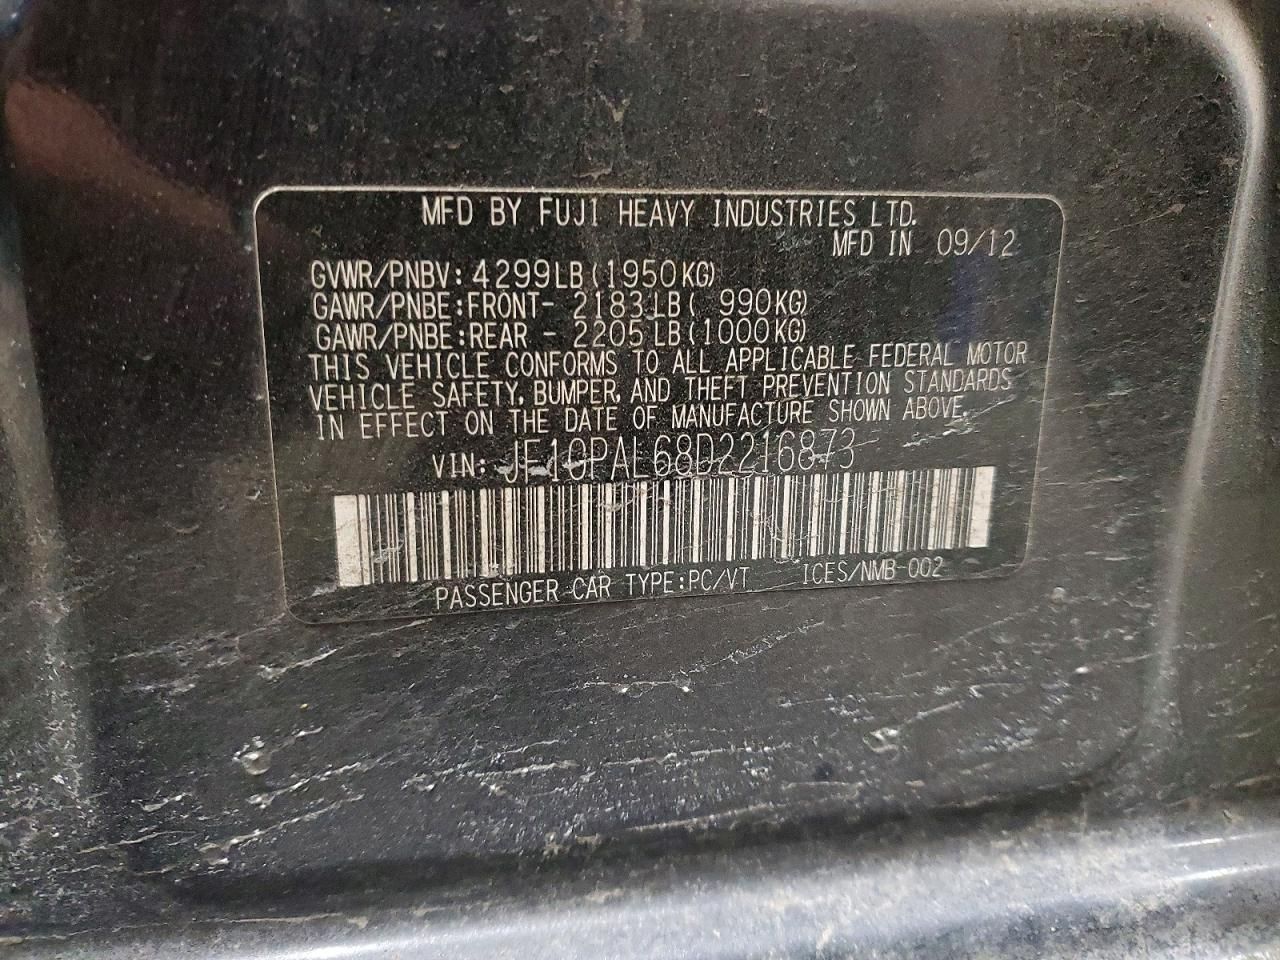 MFD BY FUJI HEAVY INDUSTRIES LTD.
MFD IN 09/12
GVWR/PNBV: 4299LB (1950KG)
GAWR/PNBE:FRONT- 2183LB ( 990KG)
GAWR/PNBE:REAR - 2205LB (1000KG)
THIS VEHICLE CONFORMS TO ALL APPLICABLE FEDERAL MOTOR
VEHICLE SAFETY, BUMPER, AND THEFT PREVENTION STANDARDS
IN EFFECT ON THE DATE OF MANUFACTURE SHOWN ABOVE.
VIN: JF1GPAL68D2216873
PASSENGER CAR TYPE:PC/VT ICES/NMB-002